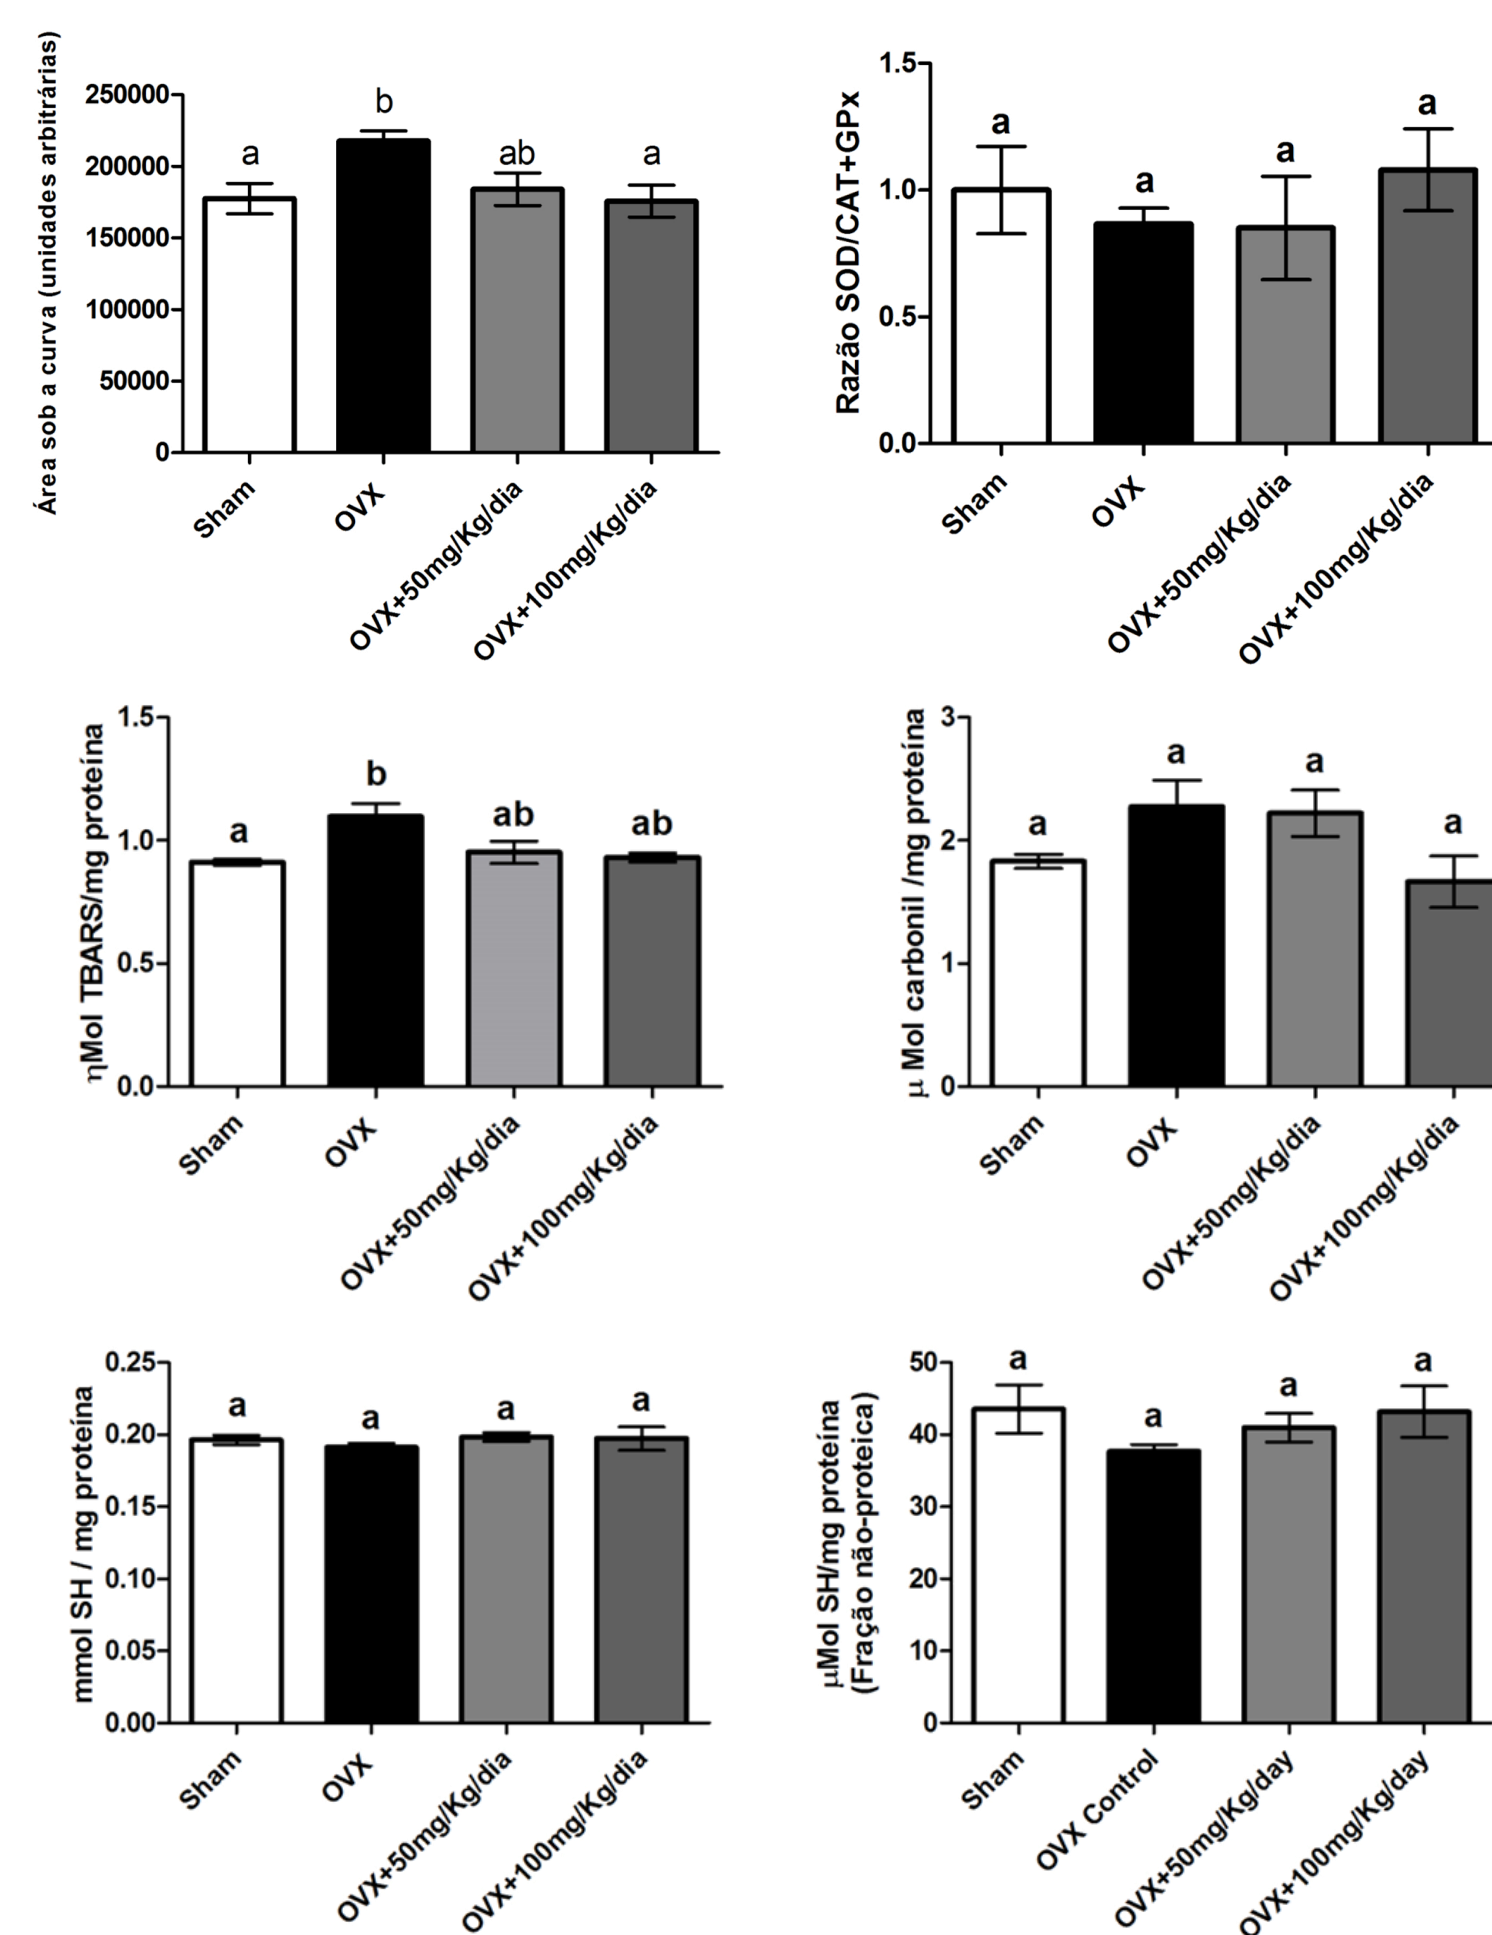 Área sob a curva (unidades arbitrárias)
250000
200000
150000
100000
50000
0
a
b
ab
a
Sham
OVX
OVX+50mg/Kg/dia
OVX+100mg/Kg/dia
Razão SOD/CAT+GPx
1.5
1.0
0.5
0.0
a
a
a
a
Sham
OVX
OVX+50mg/Kg/dia
OVX+100mg/Kg/dia
ηMol TBARS/mg proteína
1.5
1.0
0.5
0.0
a
b
ab
ab
Sham
OVX
OVX+50mg/Kg/dia
OVX+100mg/Kg/dia
μ Mol carbonil /mg proteína
3
2
1
0
a
a
a
a
Sham
OVX
OVX+50mg/Kg/dia
OVX+100mg/Kg/dia
mmol SH / mg proteína
0.25
0.20
0.15
0.10
0.05
0.00
a
a
a
a
Sham
OVX
OVX+50mg/Kg/dia
OVX+100mg/Kg/dia
μMol SH/mg proteína
(Fração não-proteica)
50
40
30
20
10
0
a
a
a
a
Sham
OVX Control
OVX+50mg/Kg/day
OVX+100mg/Kg/day